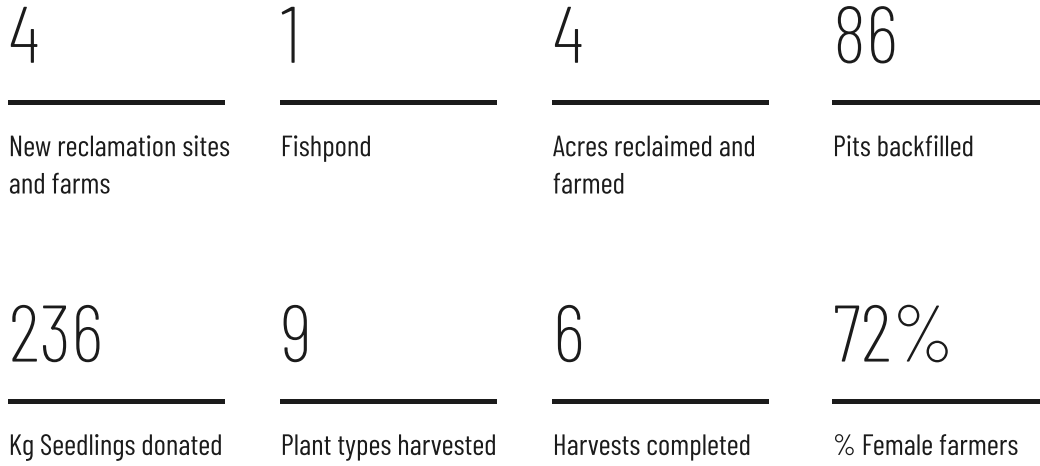 4
New reclamation sites
and farms
1
Fishpond
4
Acres reclaimed and
farmed
86
Pits backfilled
236
Kg Seedlings donated
9
Plant types harvested
6
Harvests completed
72%
% Female farmers